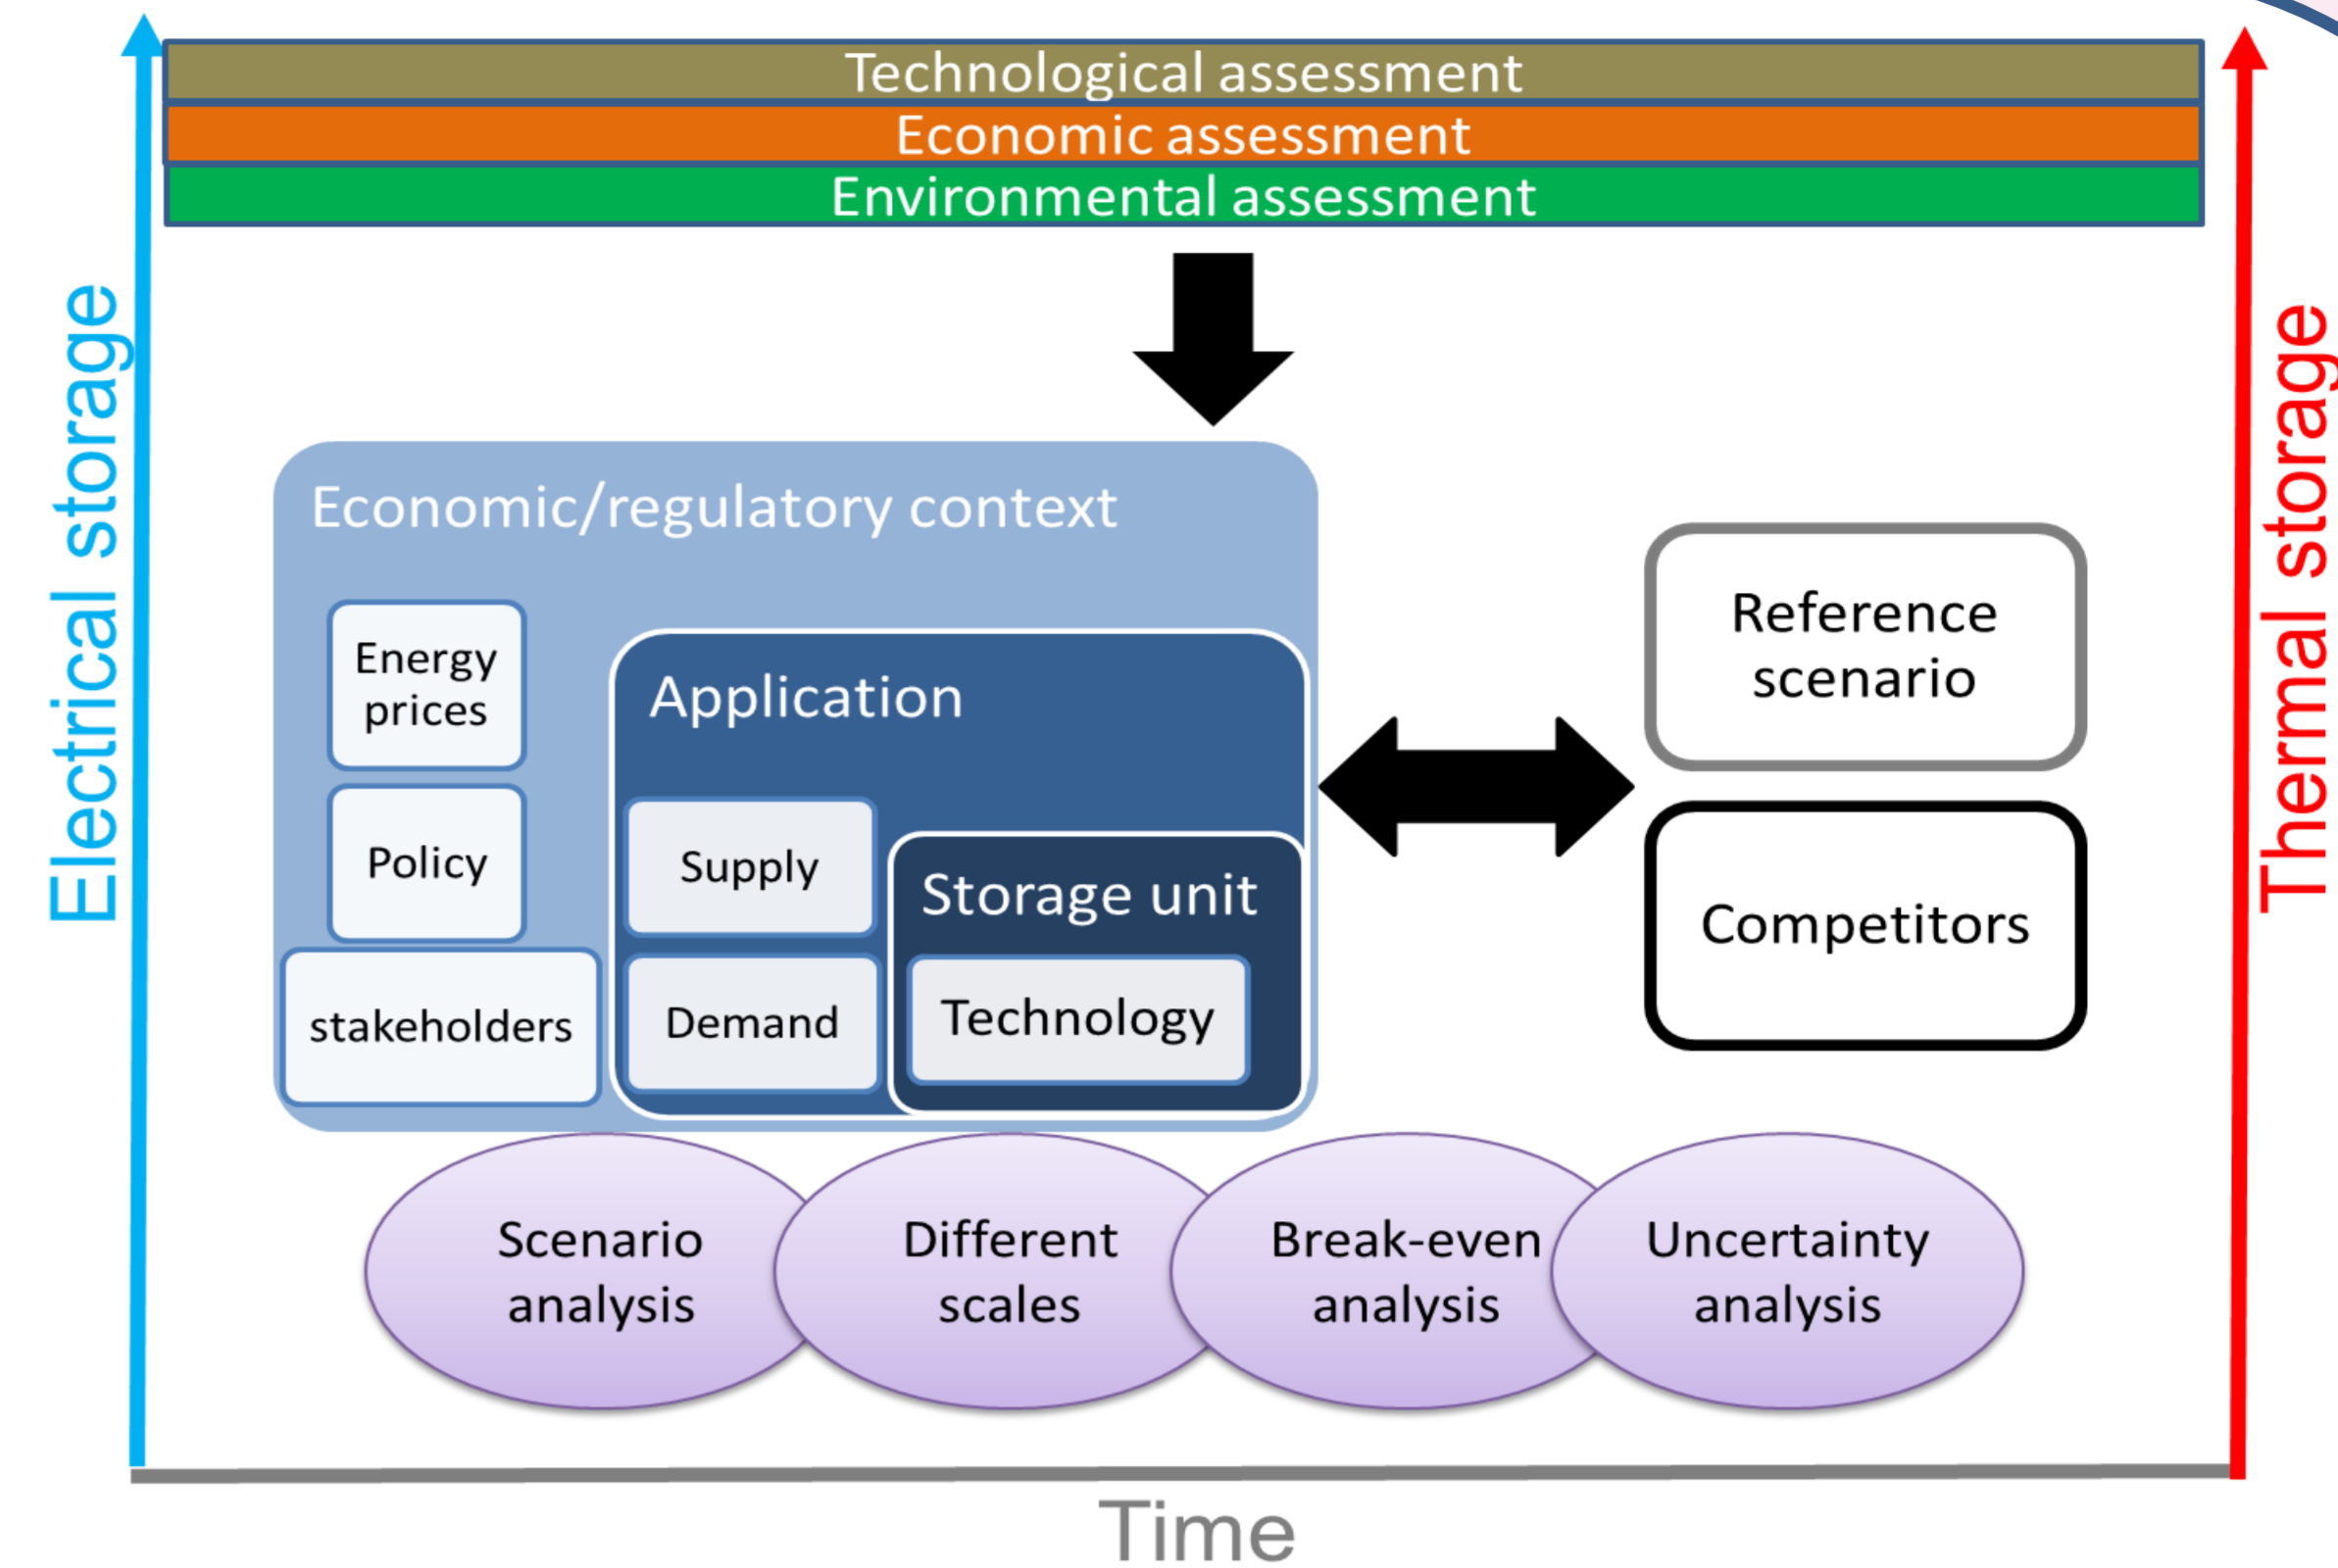 Technological assessment
Economic assessment
Environmental assessment
Electrical storage
Economic/regulatory context
Energy
prices
Policy
stakeholders
Application
Supply
Demand
Storage unit
Technology
Reference
scenario
Competitors
Thermal storage
Scenario
analysis
Different
scales
Break-even
analysis
Uncertainty
analysis
Time